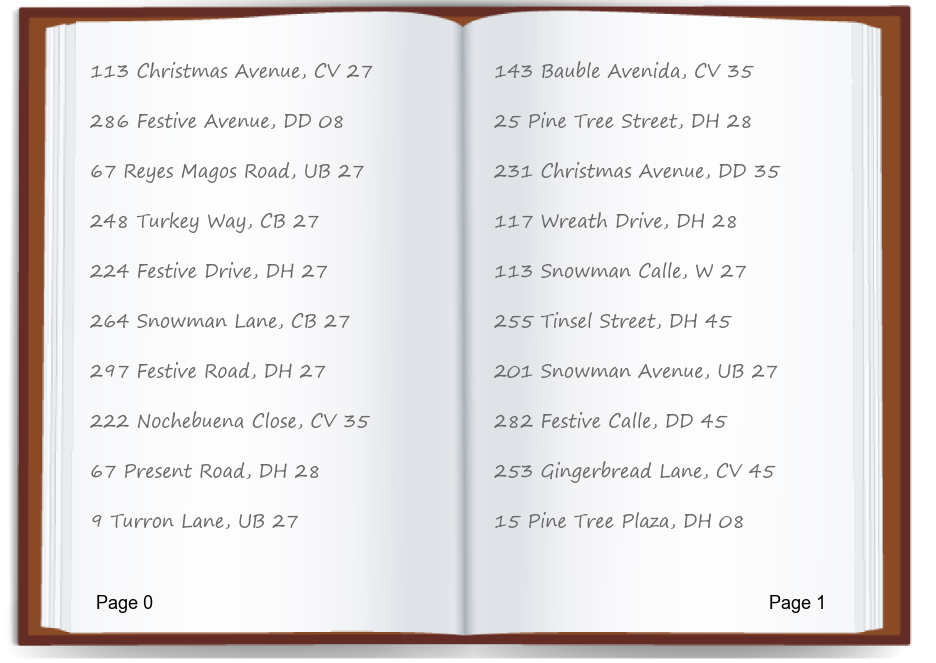 113 Christmas Avenue, CV 27
286 Festive Avenue, DD 08
67 Reyes Magos Road, UB 27
248 Turkey Way, CB 27
224 Festive Drive, DH 27
264 Snowman Lane, CB 27
297 Festive Road, DH 27
222 Nochebuena Close, CV 35
67 Present Road, DH 28
9 Turron Lane, UB 27
Page 0
143 Bauble Avenida, CV 35
25 Pine Tree Street, DH 28
231 Christmas Avenue, DD 35
117 Wreath Drive, DH 28
113 Snowman Calle, W 27
255 Tinsel Street, DH 45
201 Snowman Avenue, UB 27
282 Festive Calle, DD 45
253 Gingerbread Lane, CV 45
15 Pine Tree Plaza, DH 08
Page 1